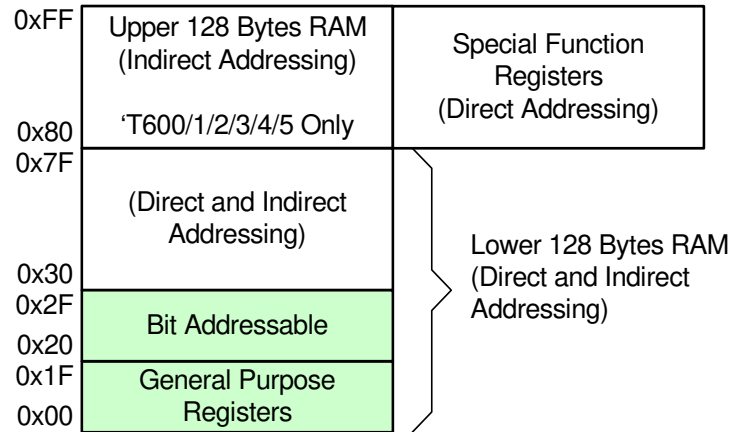 0xFF
Upper 128 Bytes RAM
(Indirect Addressing)
‘T600/1/2/3/4/5 Only
Special Function
Registers
(Direct Addressing)
0x80
0x7F
(Direct and Indirect
Addressing)
0x30
Lower 128 Bytes RAM
(Direct and Indirect
Addressing)
0x2F
Bit Addressable
0x20
0x1F
General Purpose
Registers
0x00